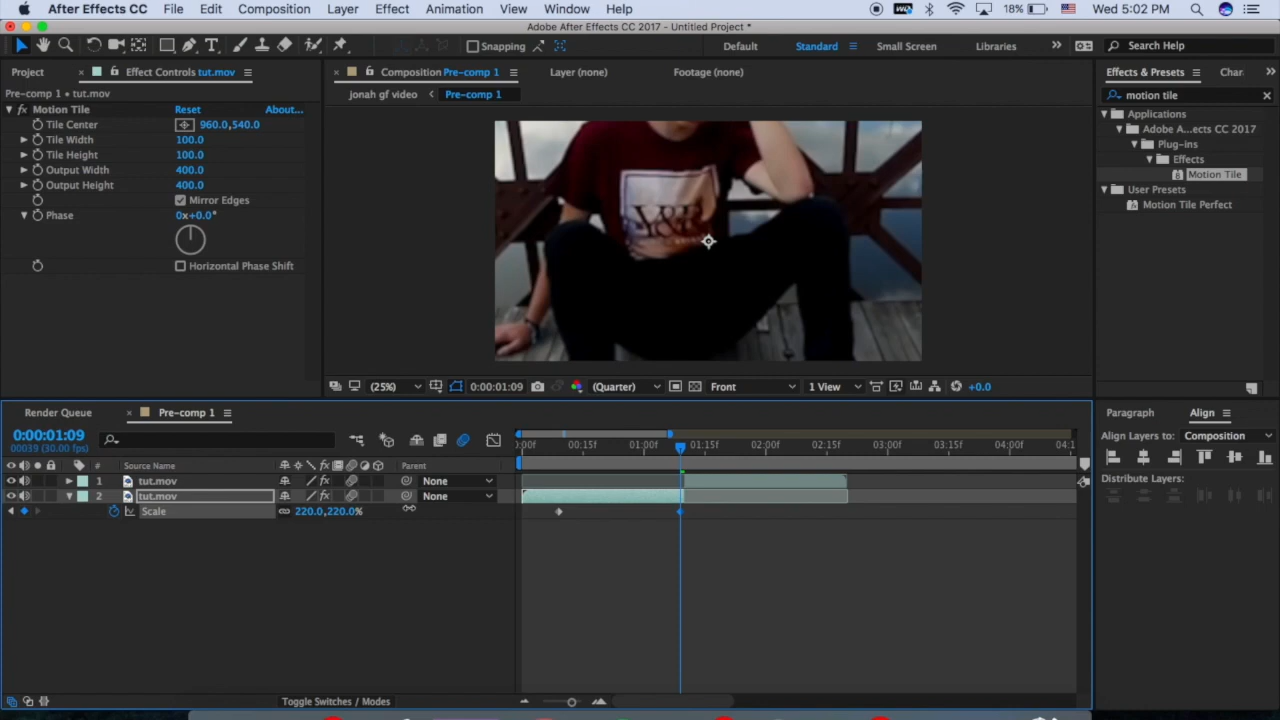 After Effects CC File Edit Composition Layer Effect Animation View Window Help 18% Wed 5:02 PM
Adobe After Effects CC 2017 - Untitled Project *
Snapping Default Standard Small Screen Libraries Search Help
Project Effect Controls tut.mov Composition Pre-comp 1 Layer (none) Footage (none) Effects & Presets Char
Pre-comp 1 • tut.mov jonah gf video Pre-comp 1 motion tile
fx Motion Tile Reset About... Applications
Tile Center 960.0,540.0 Adobe A...ects CC 2017
Tile Width 100.0 Plug-ins
Tile Height 100.0 Effects
Output Width 400.0 Motion Tile
Output Height 400.0 User Presets
Mirror Edges Motion Tile Perfect
Phase 0x+0.0°
Y&R
Horizontal Phase Shift
(25%) 0:00:01:09 (Quarter) Front 1 View +0.0
Render Queue Pre-comp 1 Paragraph Align
0:00:01:09 Align Layers to: Composition
00039 (30.00 fps) :00f 00:15f 01:00f 01:15f 02:00f 02:15f 03:00f 03:15f 04:00f 04:1
# Source Name fx Parent
1 tut.mov fx None Distribute Layers:
2 tut.mov fx None
Scale 220.0,220.0%
Toggle Switches / Modes